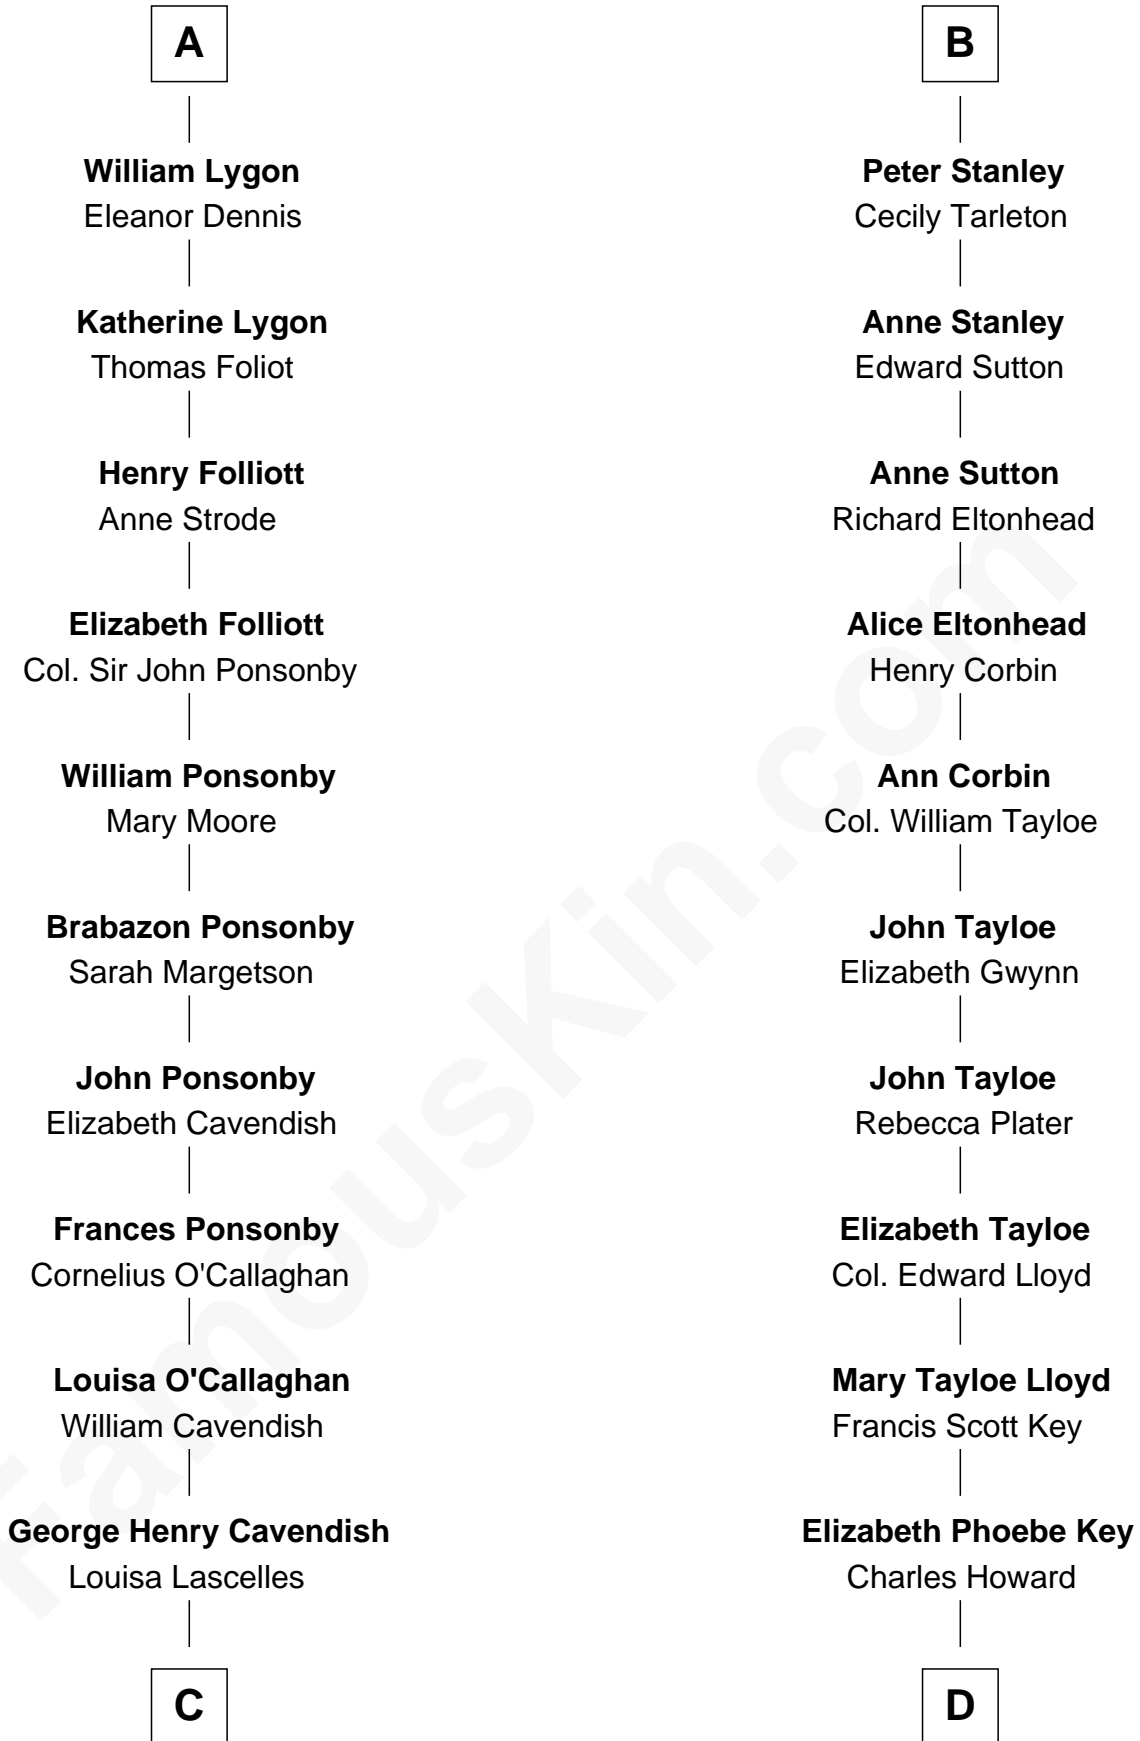 A
William Lygon
Eleanor Dennis
Katherine Lygon
Thomas Foliot
Henry Folliott
Anne Strode
Elizabeth Folliott
Col. Sir John Ponsonby
William Ponsonby
Mary Moore
Brabazon Ponsonby
Sarah Margetson
John Ponsonby
Elizabeth Cavendish
Frances Ponsonby
Cornelius O'Callaghan
Louisa O'Callaghan
William Cavendish
George Henry Cavendish
Louisa Lascelles
C
B
Peter Stanley
Cecily Tarleton
Anne Stanley
Edward Sutton
Anne Sutton
Richard Eltonhead
Alice Eltonhead
Henry Corbin
Ann Corbin
Col. William Tayloe
John Tayloe
Elizabeth Gwynn
John Tayloe
Rebecca Plater
Elizabeth Tayloe
Col. Edward Lloyd
Mary Tayloe Lloyd
Francis Scott Key
Elizabeth Phoebe Key
Charles Howard
D
FamousKin.com